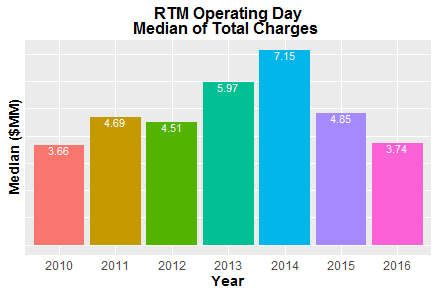 RTM Operating Day
Median of Total Charges
Median ($MM)
3.66
4.69
4.51
5.97
7.15
4.85
3.74
2010 2011 2012 2013 2014 2015 2016
Year